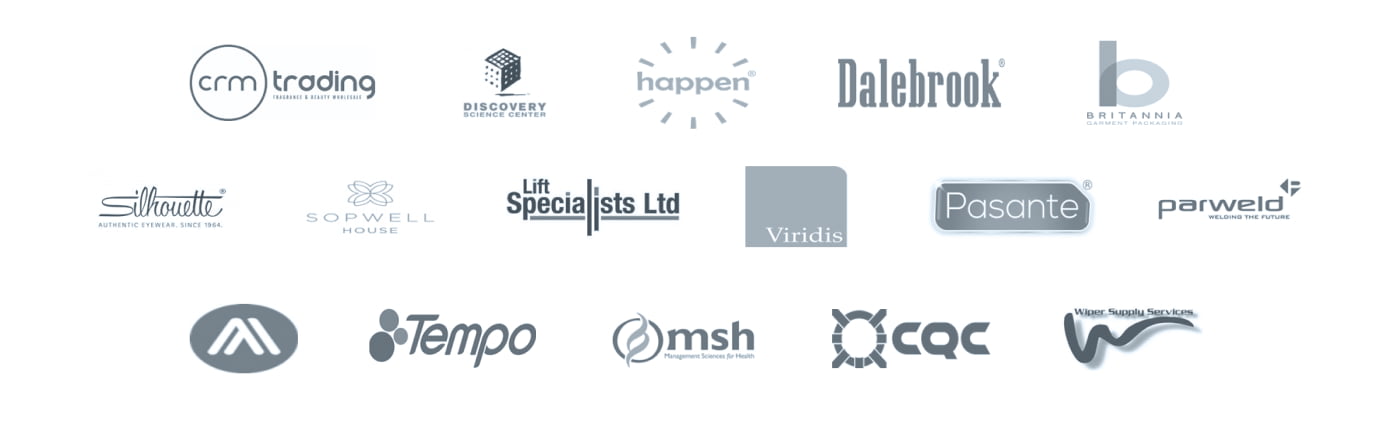 crm trading
FRAGRANCE & BEAUTY WHOLESALE
DISCOVERY
SCIENCE CENTER
happen®
Dalebrook®
b
BRITANNIA
GARMENT PACKAGING
Silhouette®
AUTHENTIC EYEWEAR. SINCE 1964.
SOPWELL
HOUSE
Lift
Specialists Ltd
Viridis
Pasante®
parweld
WELDING THE FUTURE
Tempo
msh
Management Sciences for Health
CQC
Wiper Supply Services
W